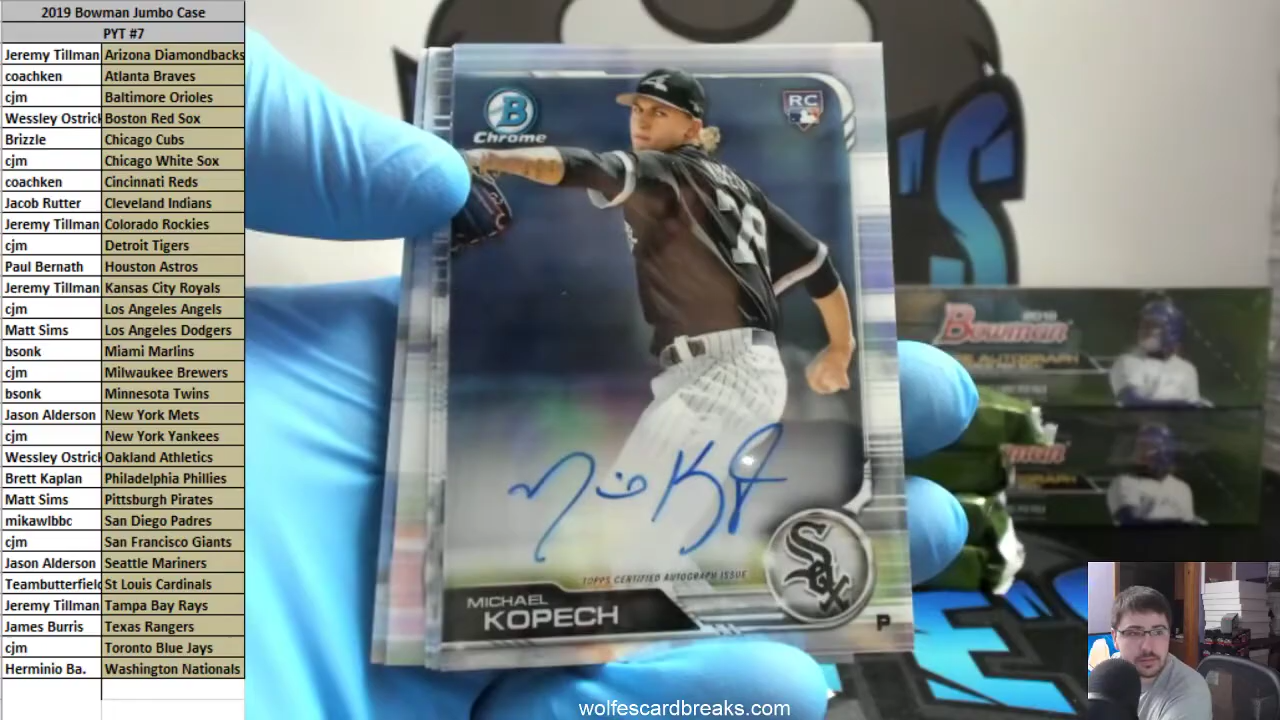 2019 Bowman Jumbo Case
PYT #7
Jeremy Tillman Arizona Diamondbacks
coachken Atlanta Braves
cjm Baltimore Orioles
Wessley Ostrick Boston Red Sox
Brizzle Chicago Cubs
cjm Chicago White Sox
coachken Cincinnati Reds
Jacob Rutter Cleveland Indians
Jeremy Tillman Colorado Rockies
cjm Detroit Tigers
Paul Bernath Houston Astros
Jeremy Tillman Kansas City Royals
cjm Los Angeles Angels
Matt Sims Los Angeles Dodgers
bsonk Miami Marlins
cjm Milwaukee Brewers
bsonk Minnesota Twins
Jason Alderson New York Mets
cjm New York Yankees
Wessley Ostrick Oakland Athletics
Brett Kaplan Philadelphia Phillies
Matt Sims Pittsburgh Pirates
mikawlbbc San Diego Padres
cjm San Francisco Giants
Jason Alderson Seattle Mariners
Teambutterfield St Louis Cardinals
Jeremy Tillman Tampa Bay Rays
James Burris Texas Rangers
cjm Toronto Blue Jays
Herminio Ba. Washington Nationals
B
Chrome
RC
TOPPS CERTIFIED AUTOGRAPH ISSUE
MICHAEL
KOPECH
Sox
P
2019
Bowman
AUTOGRAPH
wolfescardbreaks.com